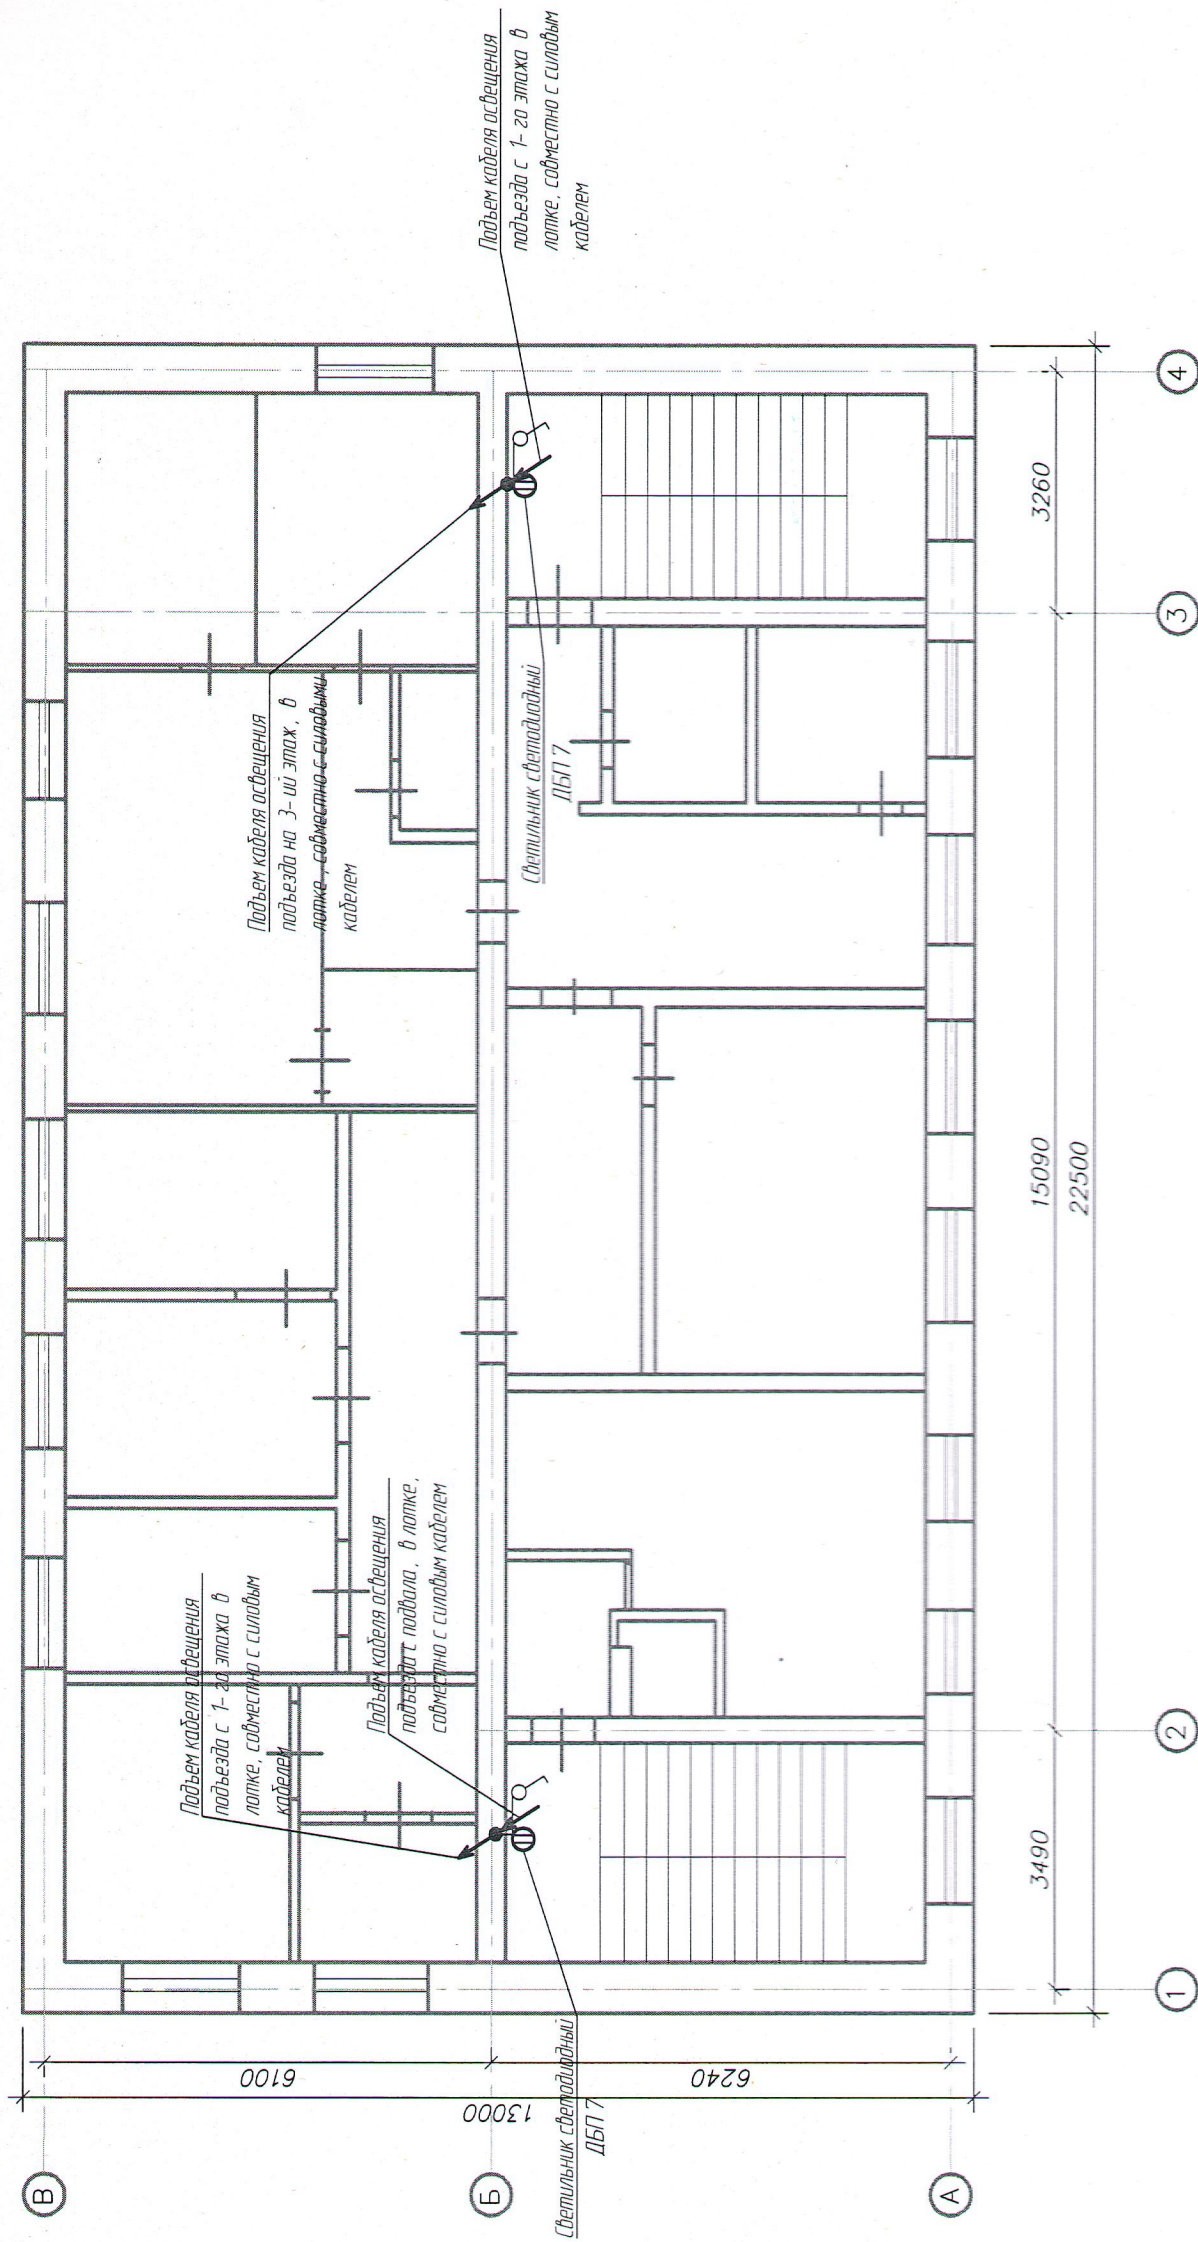 Подъем кабеля освещения
подъезда с 1- го этажа в
лотке, совместно с силовым
кабелем
Подъем кабеля освещения
подъезда с подвала, в лотке,
совместно с силовым кабелем
Светильник светодиодный
ДБП 7
Подъем кабеля освещения
подъезда на 3- ий этаж, в
лотке , совместно с силовыми
кабелем
Светильник светодиодный
ДБП 7
Подъем кабеля освещения
подъезда с 1- го этажа в
лотке, совместно с силовым
кабелем
В
Б
А
6100
6240
13000
3490
15090
3260
22500
1
2
3
4